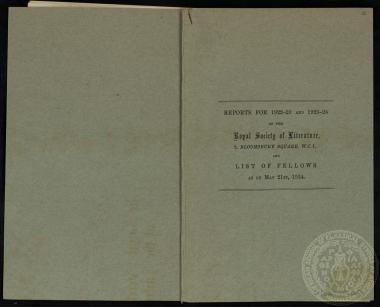 REPORTS FOR 1922-23 AND 1923-24
OF THE
Royal Society of Literature,
2, BLOOMSBURY SQUARE, W.C.1,
AND
LIST OF FELLOWS
AS ON MAY 21ST, 1924.